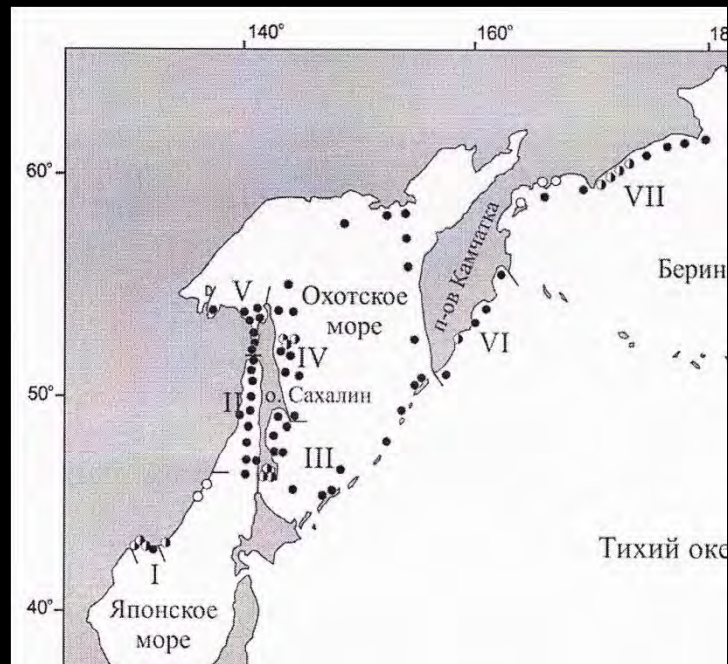 140°
160°
18
60°
VII
п-ов Камчатка
Берин
V
Охотское
море
VI
IV
50°
II
о. Сахалин
III
Тихий оке
I
40°
Японское
море